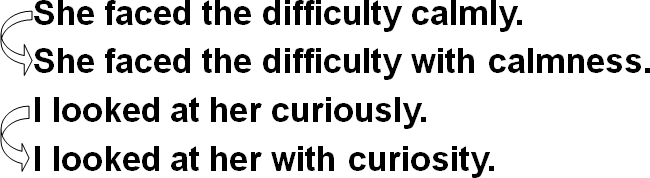 She faced the difficulty calmly.
She faced the difficulty with calmness.
I looked at her curiously.
I looked at her with curiosity.